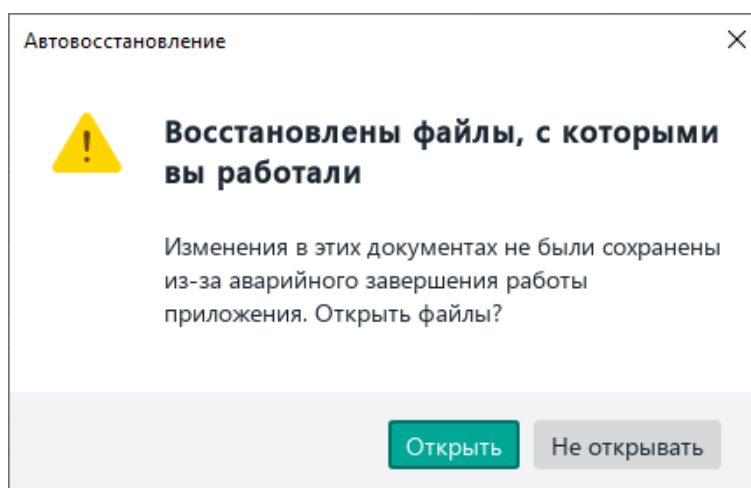 Автовосстановление
Восстановлены файлы, с которыми
вы работали
Изменения в этих документах не были сохранены
из-за аварийного завершения работы
приложения. Открыть файлы?
Открыть
Не открывать